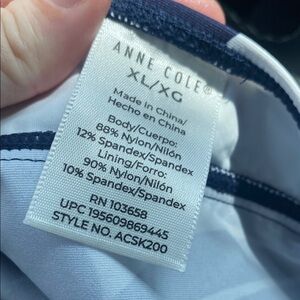 ANNE COLE®
XL/XG
Made in China/
Hecho en China
Body/Cuerpo:
88% Nylon/Nilón
12% Spandex/Spandex
Lining/Forro:
90% Nylon/Nilón
10% Spandex/Spandex
RN 103658
UPC 195609869445
STYLE NO. ACSK200